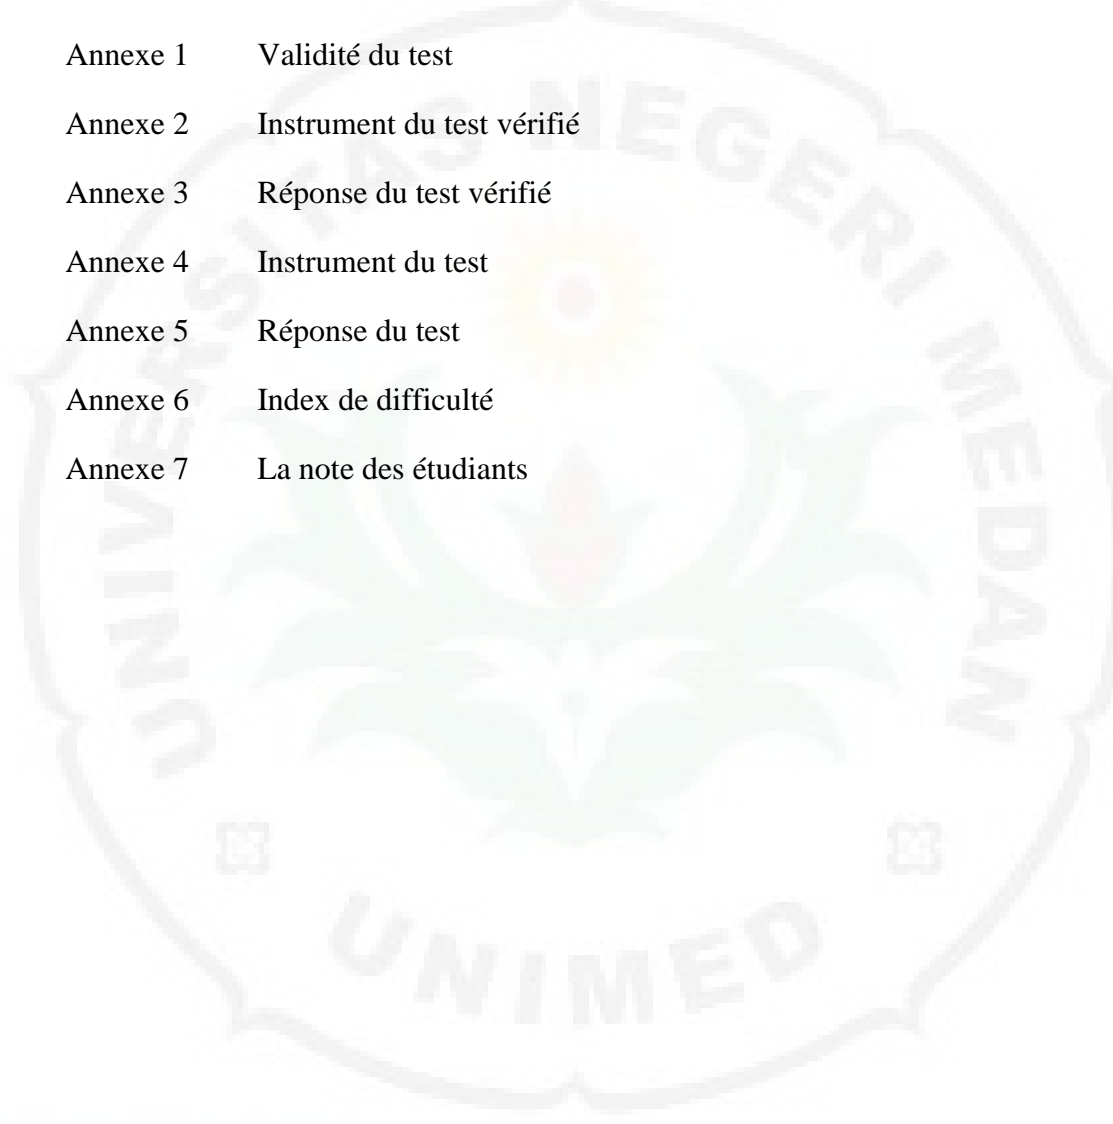 Annexe 1 Validité du test
Annexe 2 Instrument du test vérifié
Annexe 3 Réponse du test vérifié
Annexe 4 Instrument du test
Annexe 5 Réponse du test
Annexe 6 Index de difficulté
Annexe 7 La note des étudiants
UNIVERSITAS NEGERI MEDAN
UNIMED